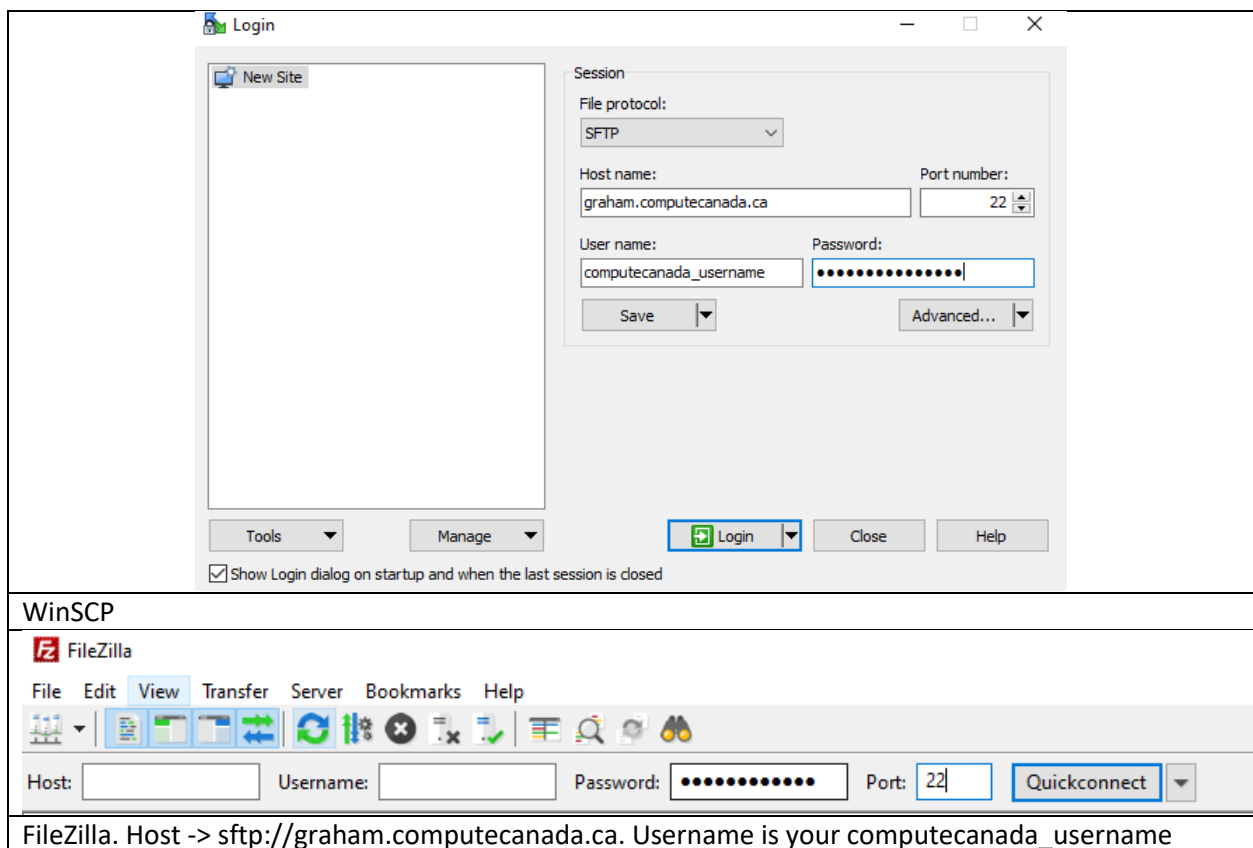 Login
New Site
Session
File protocol:
SFTP
Host name: Port number:
graham.computecanada.ca 22
User name: Password:
computecanada_username ●●●●●●●●●●●●●●●
Save Advanced...
Tools Manage Login Close Help
Show Login dialog on startup and when the last session is closed
WinSCP
Fz FileZilla
File Edit View Transfer Server Bookmarks Help
Host: Username: Password: ●●●●●●●●●●●● Port: 22 Quickconnect
FileZilla. Host -> sftp://graham.computecanada.ca. Username is your computecanada_username